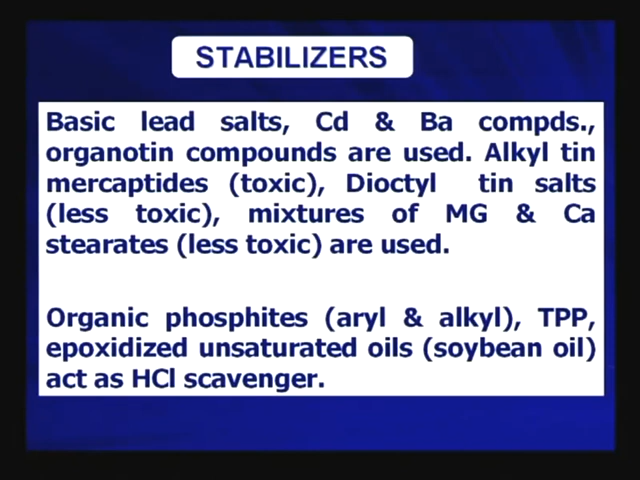 STABILIZERS
Basic lead salts, Cd & Ba compds.,
organotin compounds are used. Alkyl tin
mercaptides (toxic), Dioctyl tin salts
(less toxic), mixtures of MG & Ca
stearates (less toxic) are used.
Organic phosphites (aryl & alkyl), TPP,
epoxidized unsaturated oils (soybean oil)
act as HCl scavenger.